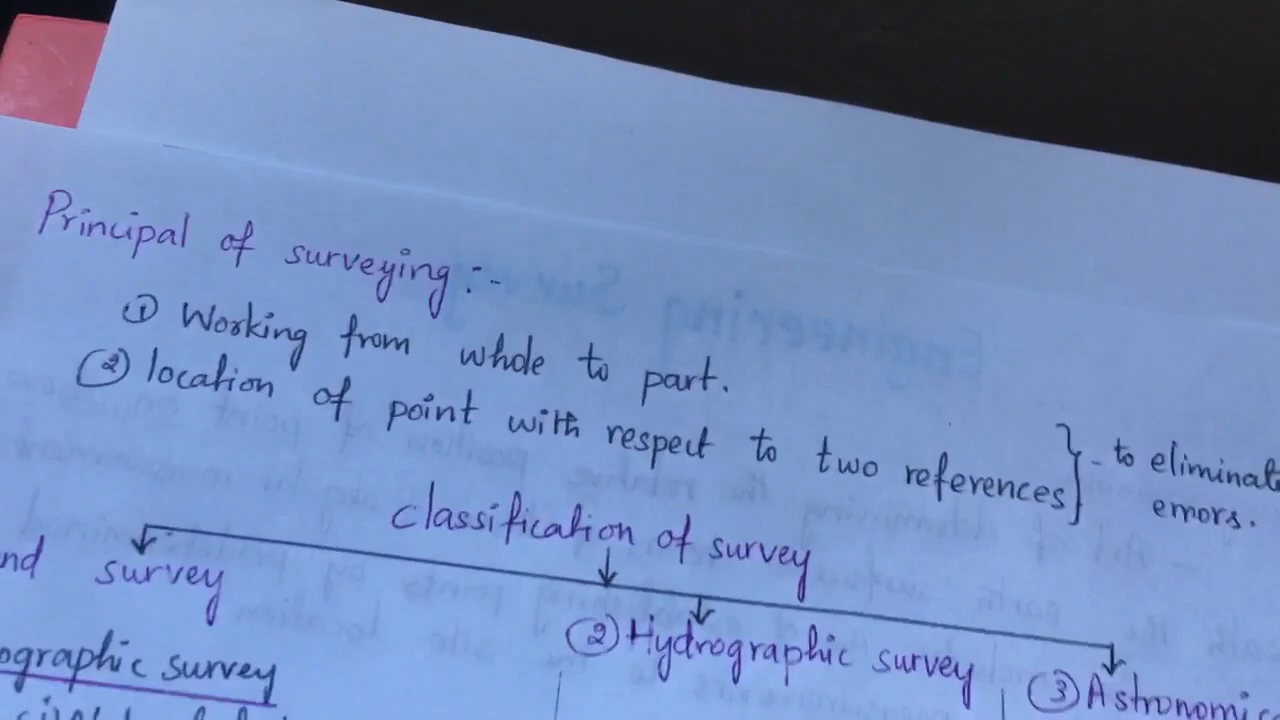 Principal of surveying :-
① Working from whole to part.
② location of point with respect to two references } - to eliminat
errors.
classification of survey
nd survey
② Hydrographic survey
③ Astronomic
ographic survey